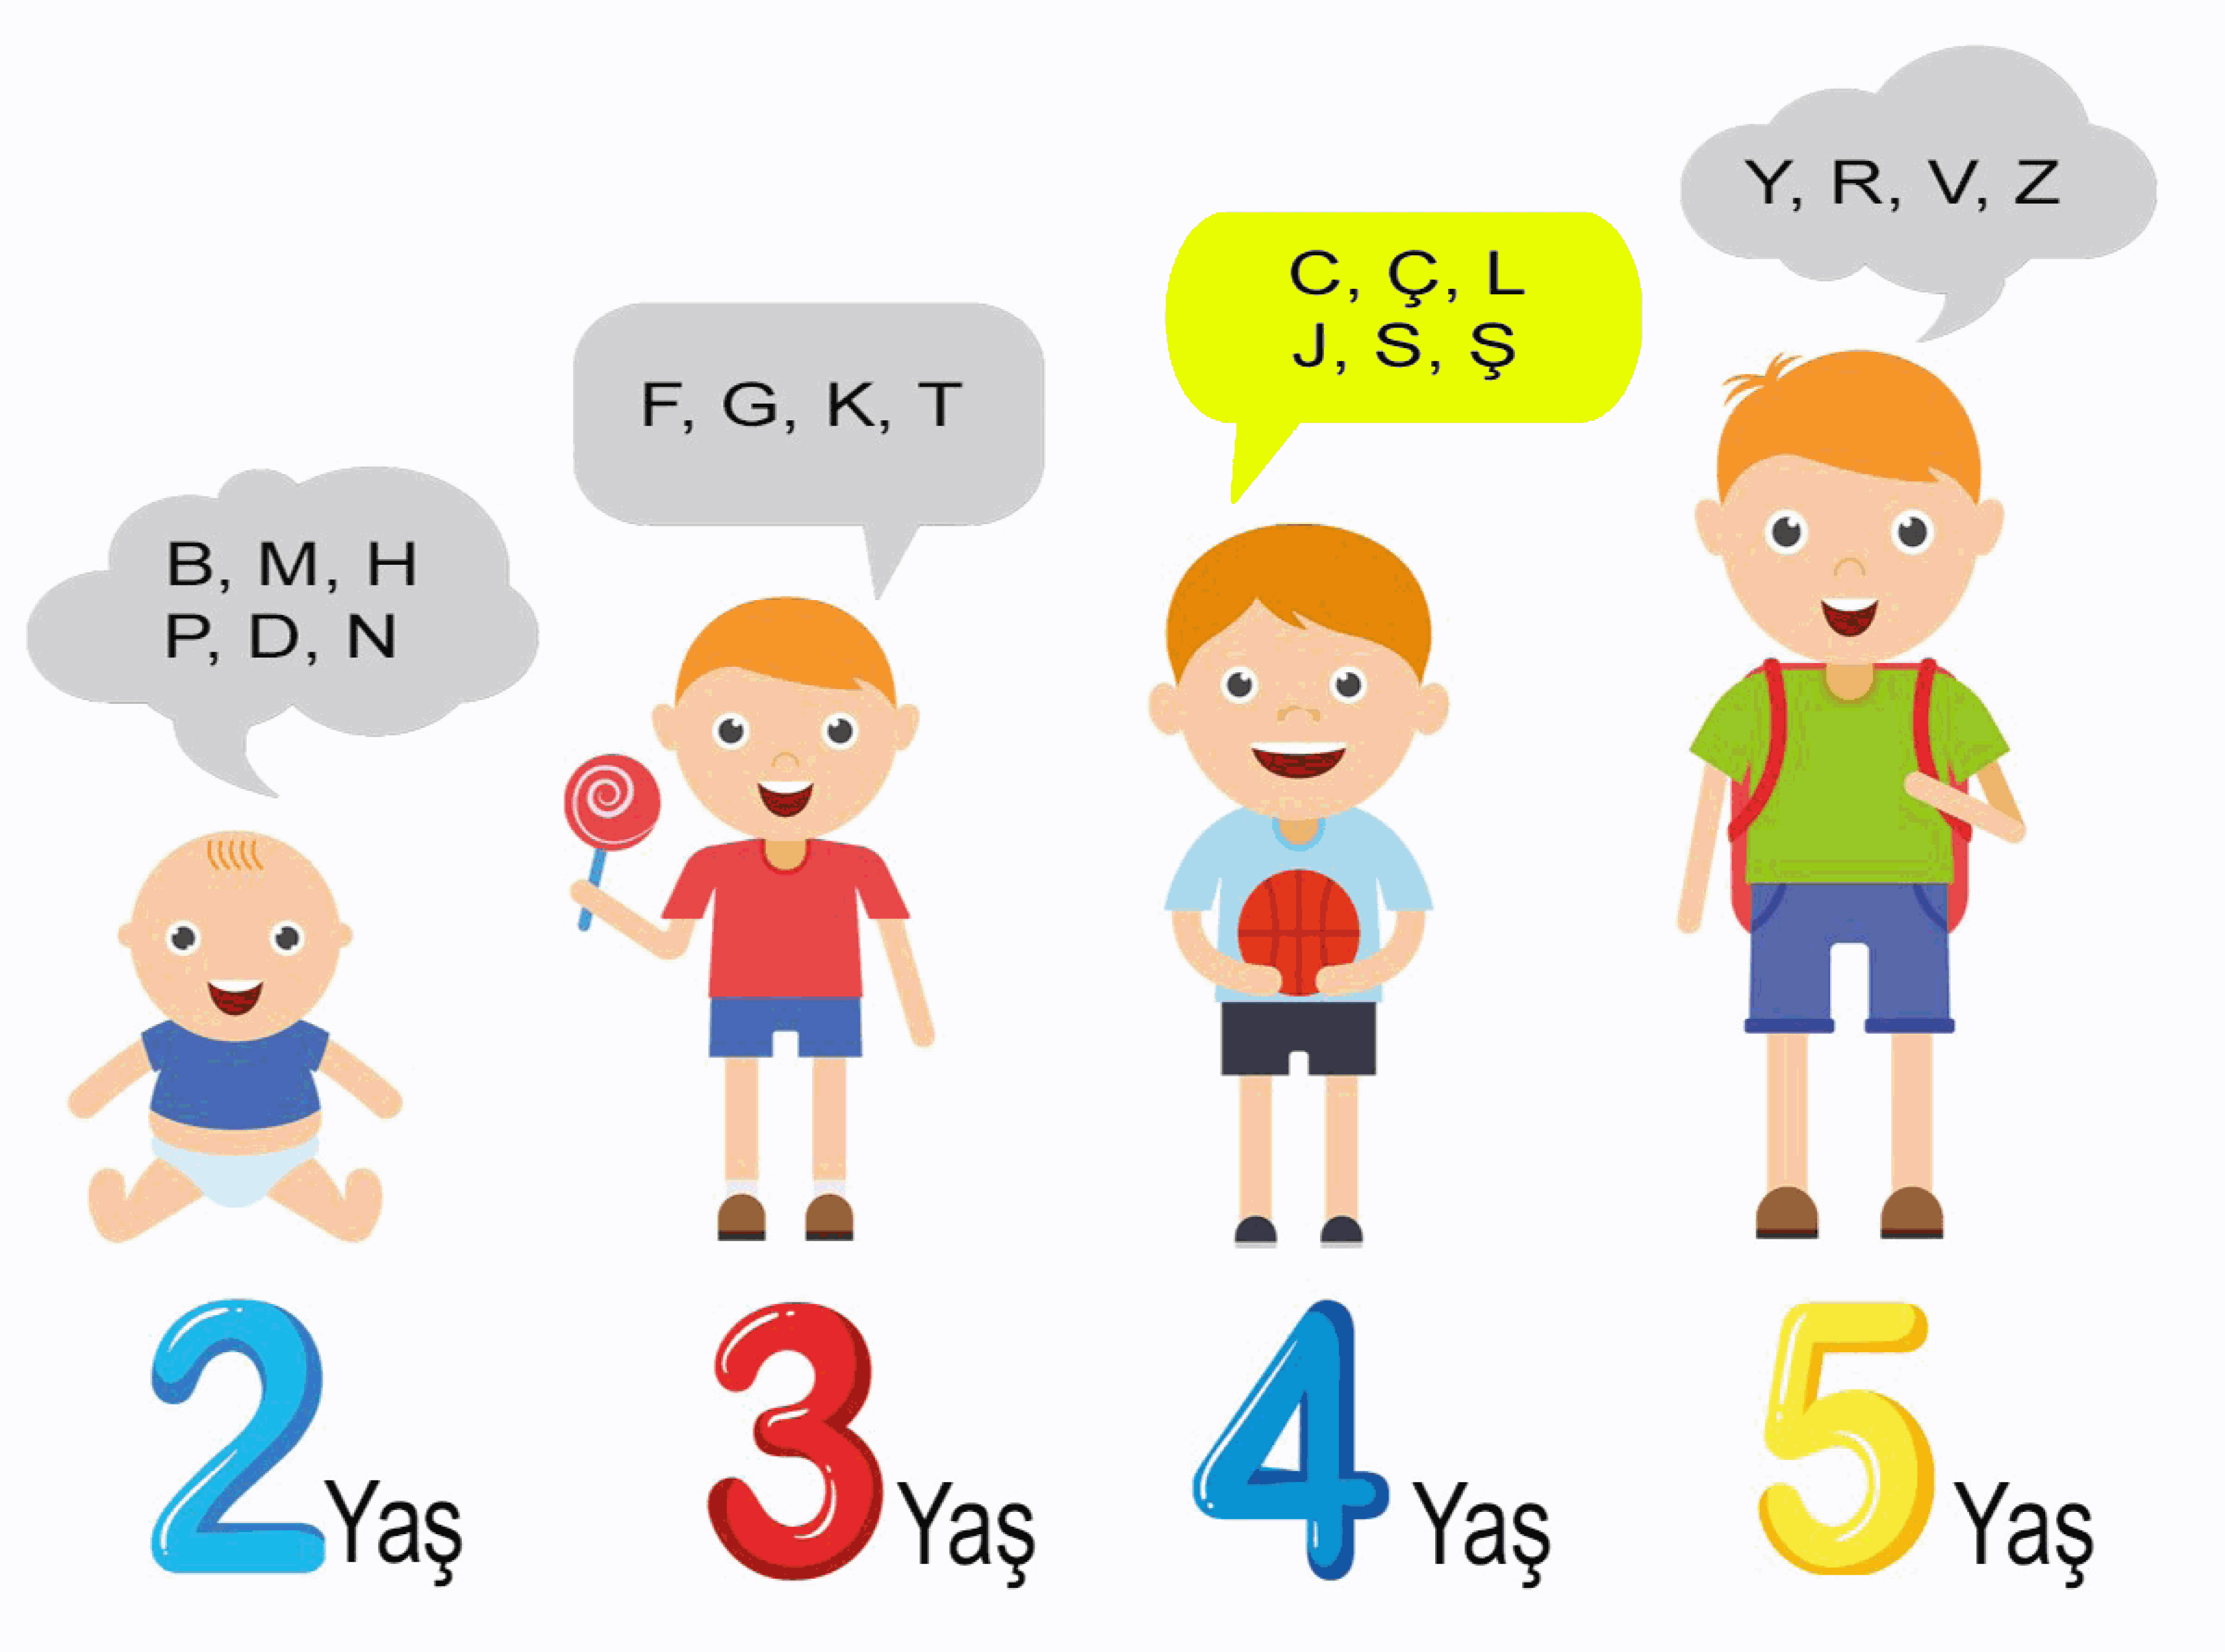 B, M, H
P, D, N
F, G, K, T
C, Ç, L
J, S, Ş
Y, R, V, Z
2 Yaş
3 Yaş
4 Yaş
5 Yaş